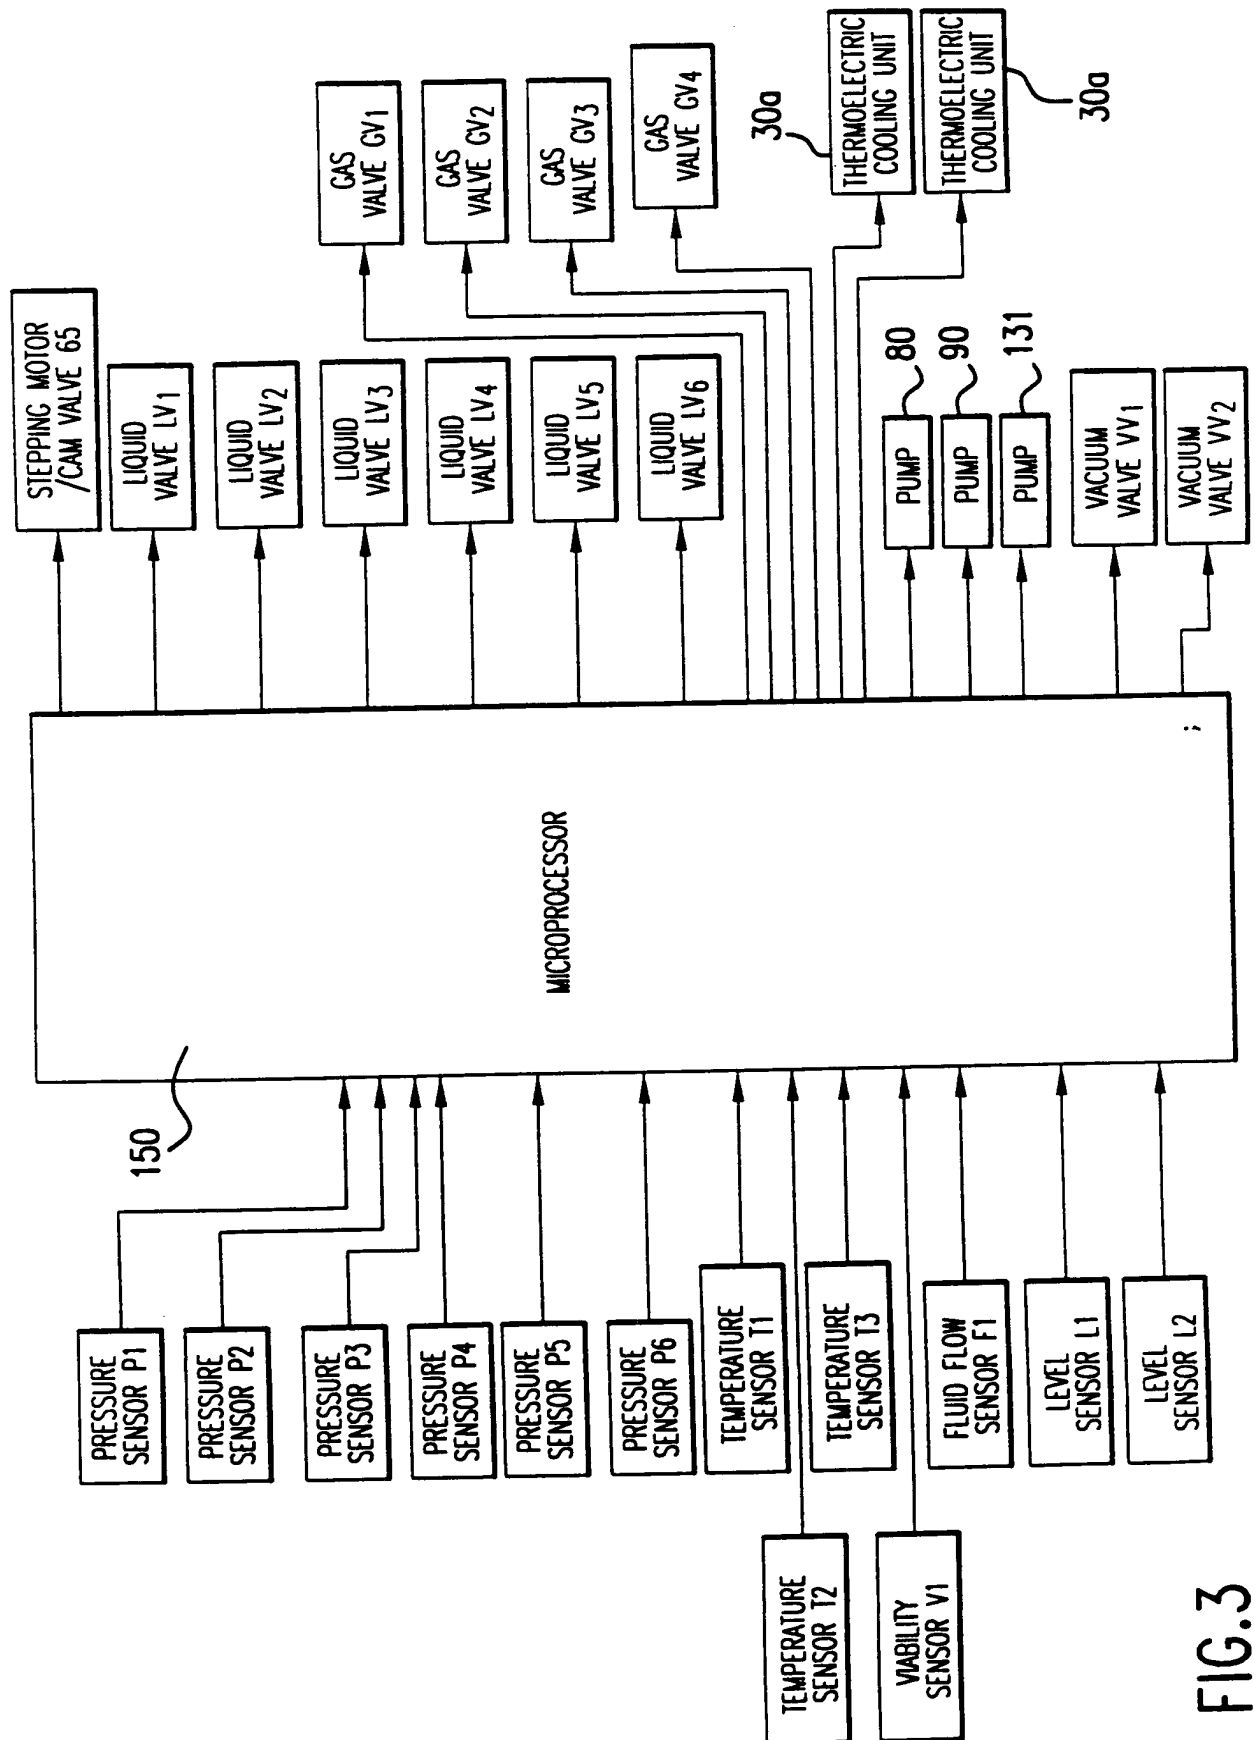 PRESSURE
SENSOR P1
PRESSURE
SENSOR P2
PRESSURE
SENSOR P3
PRESSURE
SENSOR P4
PRESSURE
SENSOR P5
PRESSURE
SENSOR P6
TEMPERATURE
SENSOR T1
TEMPERATURE
SENSOR T2
TEMPERATURE
SENSOR T3
VIABILITY
SENSOR V1
FLUID FLOW
SENSOR F1
LEVEL
SENSOR L1
LEVEL
SENSOR L2
150
MICROPROCESSOR
;
STEPPING MOTOR
/CAM VALVE 65
LIQUID
VALVE LV1
LIQUID
VALVE LV2
LIQUID
VALVE LV3
LIQUID
VALVE LV4
LIQUID
VALVE LV5
LIQUID
VALVE LV6
GAS
VALVE GV1
GAS
VALVE GV2
GAS
VALVE GV3
GAS
VALVE GV4
30a
THERMOELECTRIC
COOLING UNIT
THERMOELECTRIC
COOLING UNIT
30a
PUMP
80
PUMP
90
PUMP
131
VACUUM
VALVE VV1
VACUUM
VALVE VV2
FIG.3